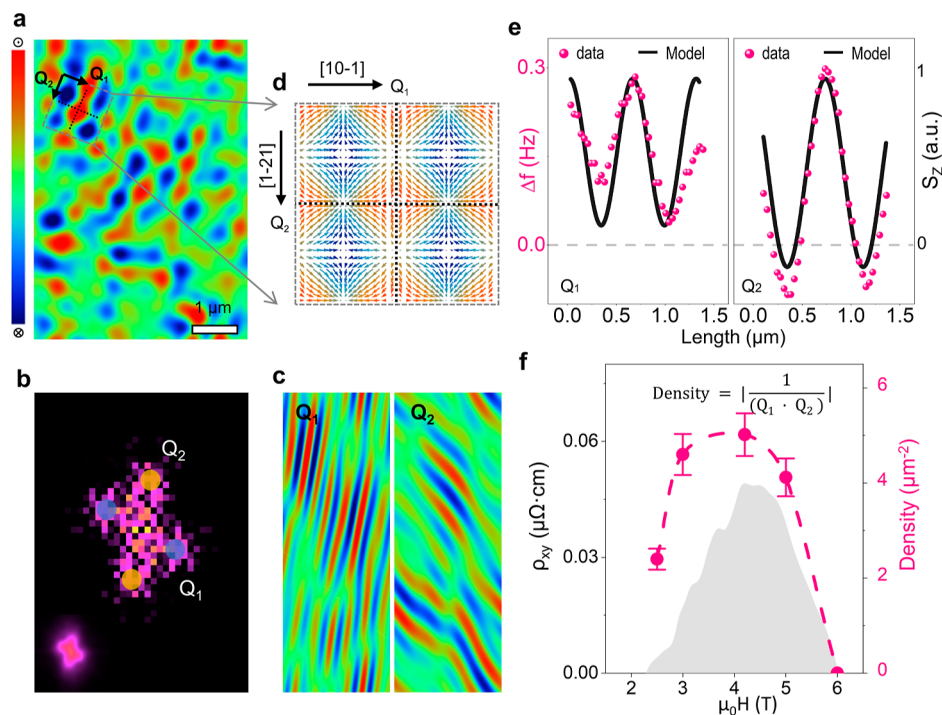 a
⊙
Q2
Q1
⊗
1 µm
d
[10-1]
Q1
[1-21]
Q2
e
data
Model
data
Model
0.3
0.0
Δf (Hz)
Q1
Q2
1
0
SZ (a.u.)
0.0 0.5 1.0 1.5 0.0 0.5 1.0 1.5
Length (µm)
b
Q2
Q1
c
Q1
Q2
f
Density = | 1 / (Q1 · Q2) |
0.06
0.03
0.00
ρxy (µΩ·cm)
6
4
2
0
Density (µm-2)
2 3 4 5 6
µ0H (T)